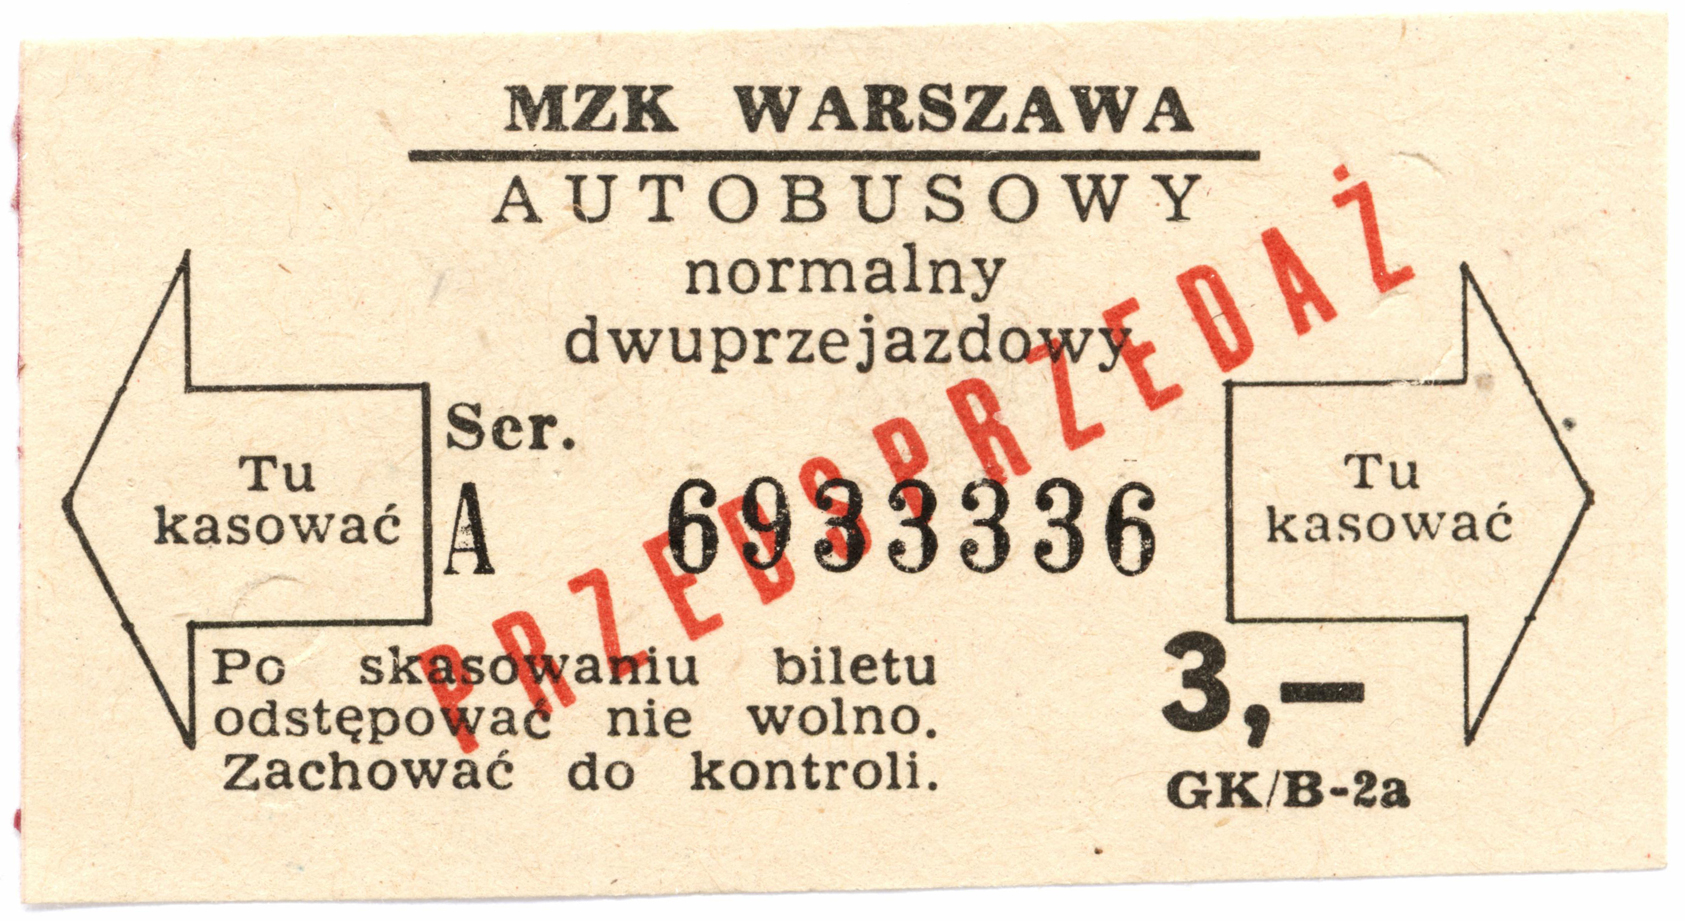 MZK WARSZAWA
AUTOBUSOWY
normalny
dwuprzejazdowy
Ser.
A 6933336
Tu
kasować
Tu
kasować
PRZEDSPRZEDAŻ
Po skasowaniu biletu
odstępować nie wolno.
Zachować do kontroli.
3,—
GK/B-2a